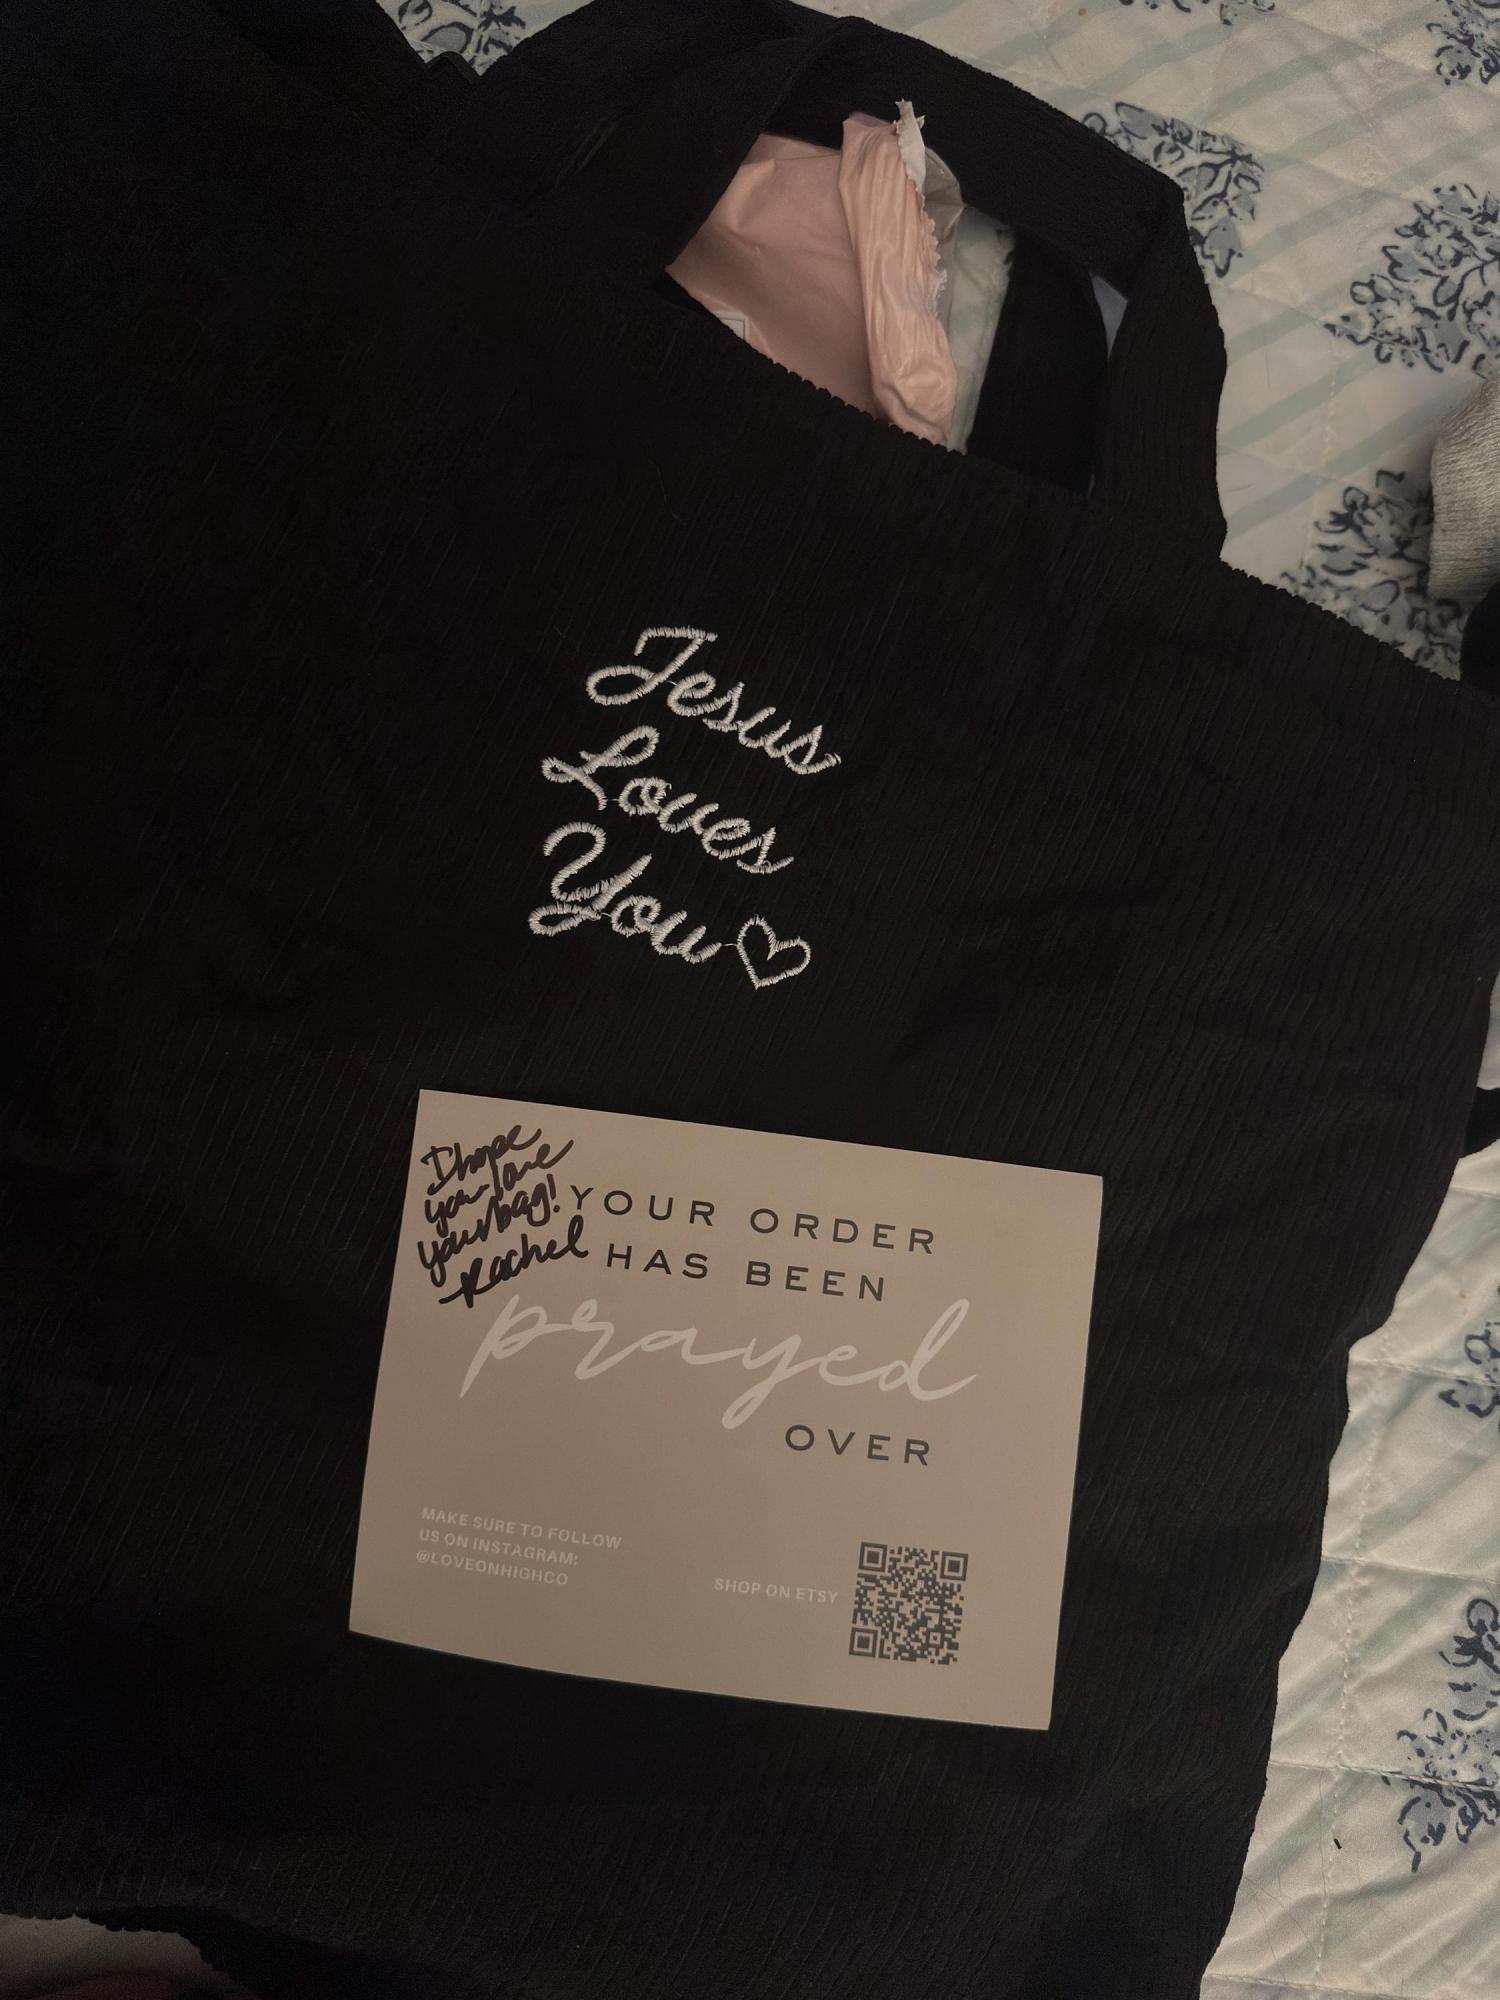 Jesus
Loves
You♡
I hope
you love
your bag!
Rachel
YOUR ORDER
HAS BEEN
prayed
OVER
MAKE SURE TO FOLLOW
US ON INSTAGRAM:
@LOVEONHIGHCO
SHOP ON ETSY